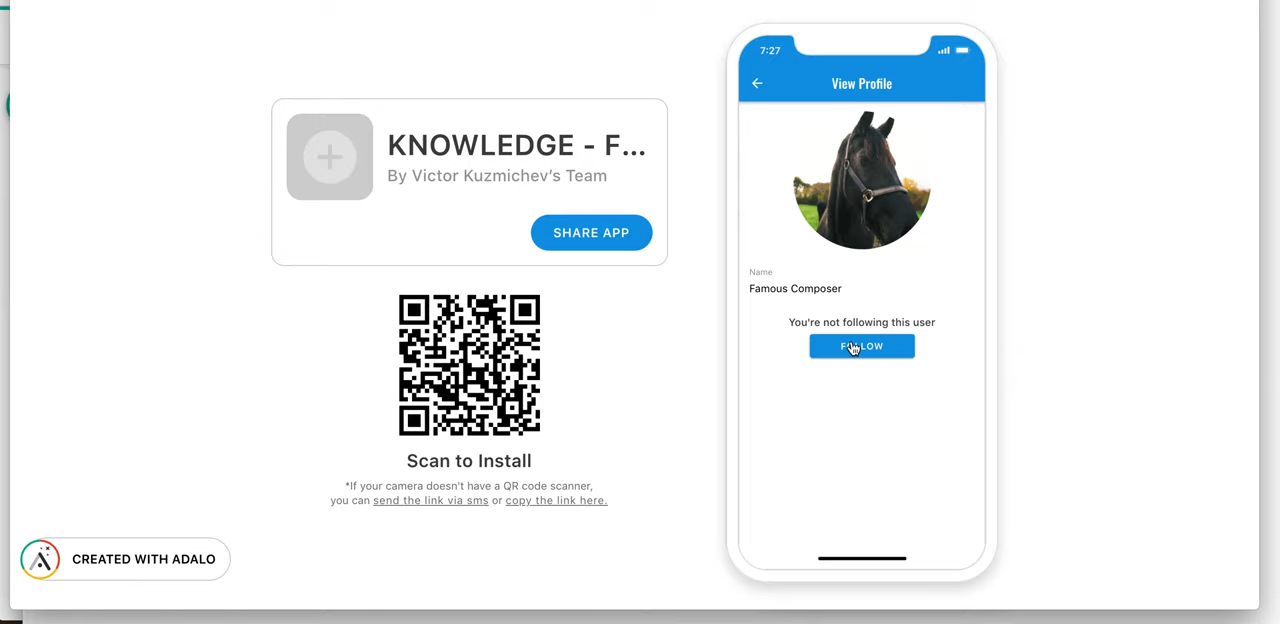 KNOWLEDGE - F...
By Victor Kuzmichev's Team
SHARE APP
Scan to Install
*If your camera doesn't have a QR code scanner,
you can send the link via sms or copy the link here.
CREATED WITH ADALO
7:27
View Profile
Name
Famous Composer
You're not following this user
FOLLOW